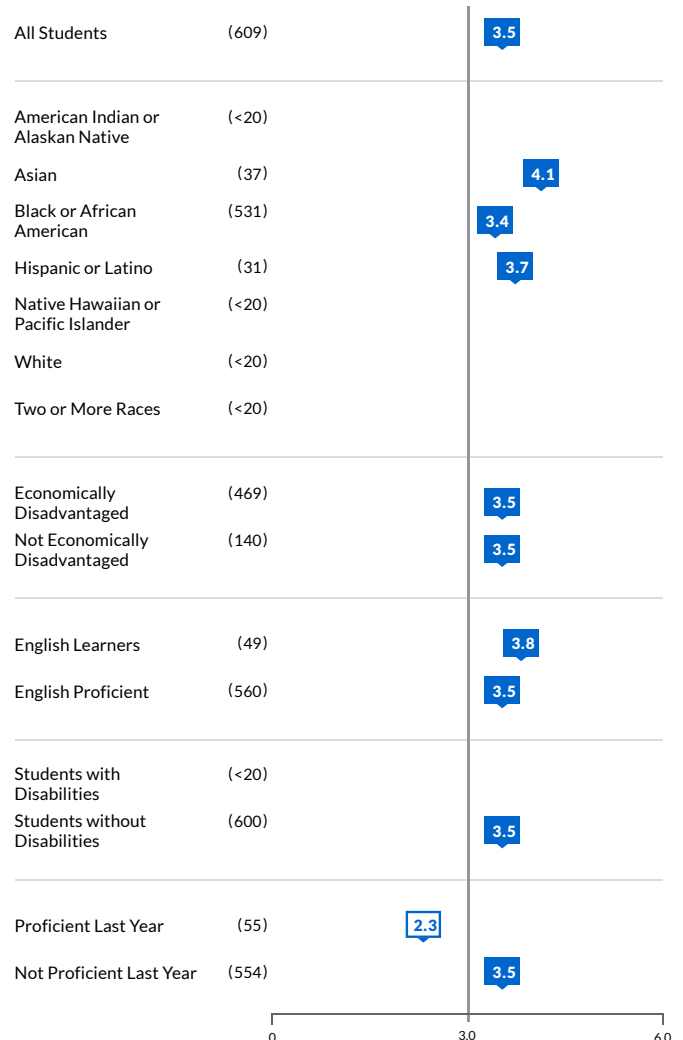 All Students (609) 3.5
American Indian or (<20)
Alaskan Native
Asian (37) 4.1
Black or African (531) 3.4
American
Hispanic or Latino (31) 3.7
Native Hawaiian or (<20)
Pacific Islander
White (<20)
Two or More Races (<20)
Economically (469) 3.5
Disadvantaged
Not Economically (140) 3.5
Disadvantaged
English Learners (49) 3.8
English Proficient (560) 3.5
Students with (<20)
Disabilities
Students without (600) 3.5
Disabilities
Proficient Last Year (55) 2.3
Not Proficient Last Year (554) 3.5
0 3.0 6.0